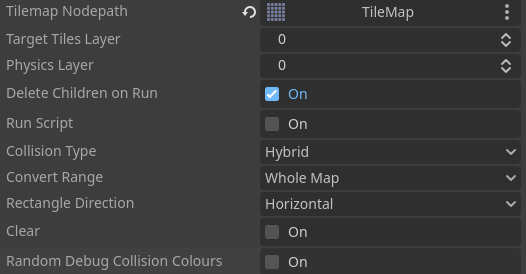 Tilemap Nodepath TileMap
Target Tiles Layer 0
Physics Layer 0
Delete Children on Run On
Run Script On
Collision Type Hybrid
Convert Range Whole Map
Rectangle Direction Horizontal
Clear On
Random Debug Collision Colours On